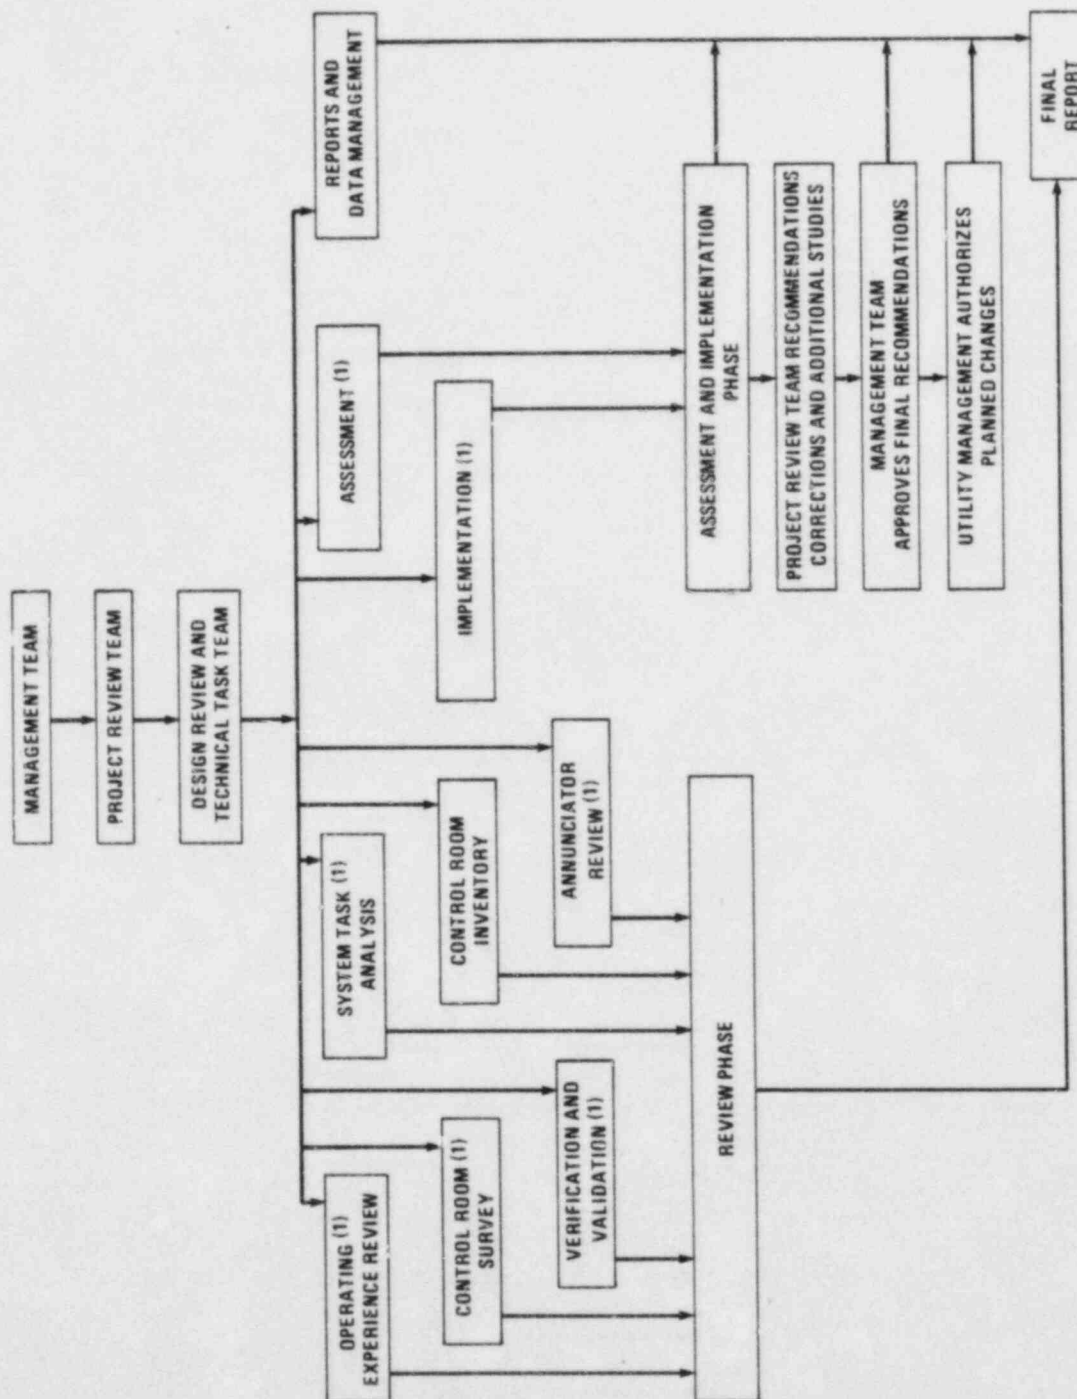 MANAGEMENT TEAM
PROJECT REVIEW TEAM
DESIGN REVIEW AND
TECHNICAL TASK TEAM
OPERATING (1)
EXPERIENCE REVIEW
CONTROL ROOM (1)
SURVEY
VERIFICATION AND
VALIDATION (1)
SYSTEM TASK (1)
ANALYSIS
CONTROL ROOM
INVENTORY
ANNUNCIATOR
REVIEW (1)
IMPLEMENTATION (1)
ASSESSMENT (1)
REPORTS AND
DATA MANAGEMENT
REVIEW PHASE
ASSESSMENT AND IMPLEMENTATION
PHASE
PROJECT REVIEW TEAM RECOMMENDATIONS
CORRECTIONS AND ADDITIONAL STUDIES
MANAGEMENT TEAM
APPROVES FINAL RECOMMENDATIONS
UTILITY MANAGEMENT AUTHORIZES
PLANNED CHANGES
FINAL
REPORT